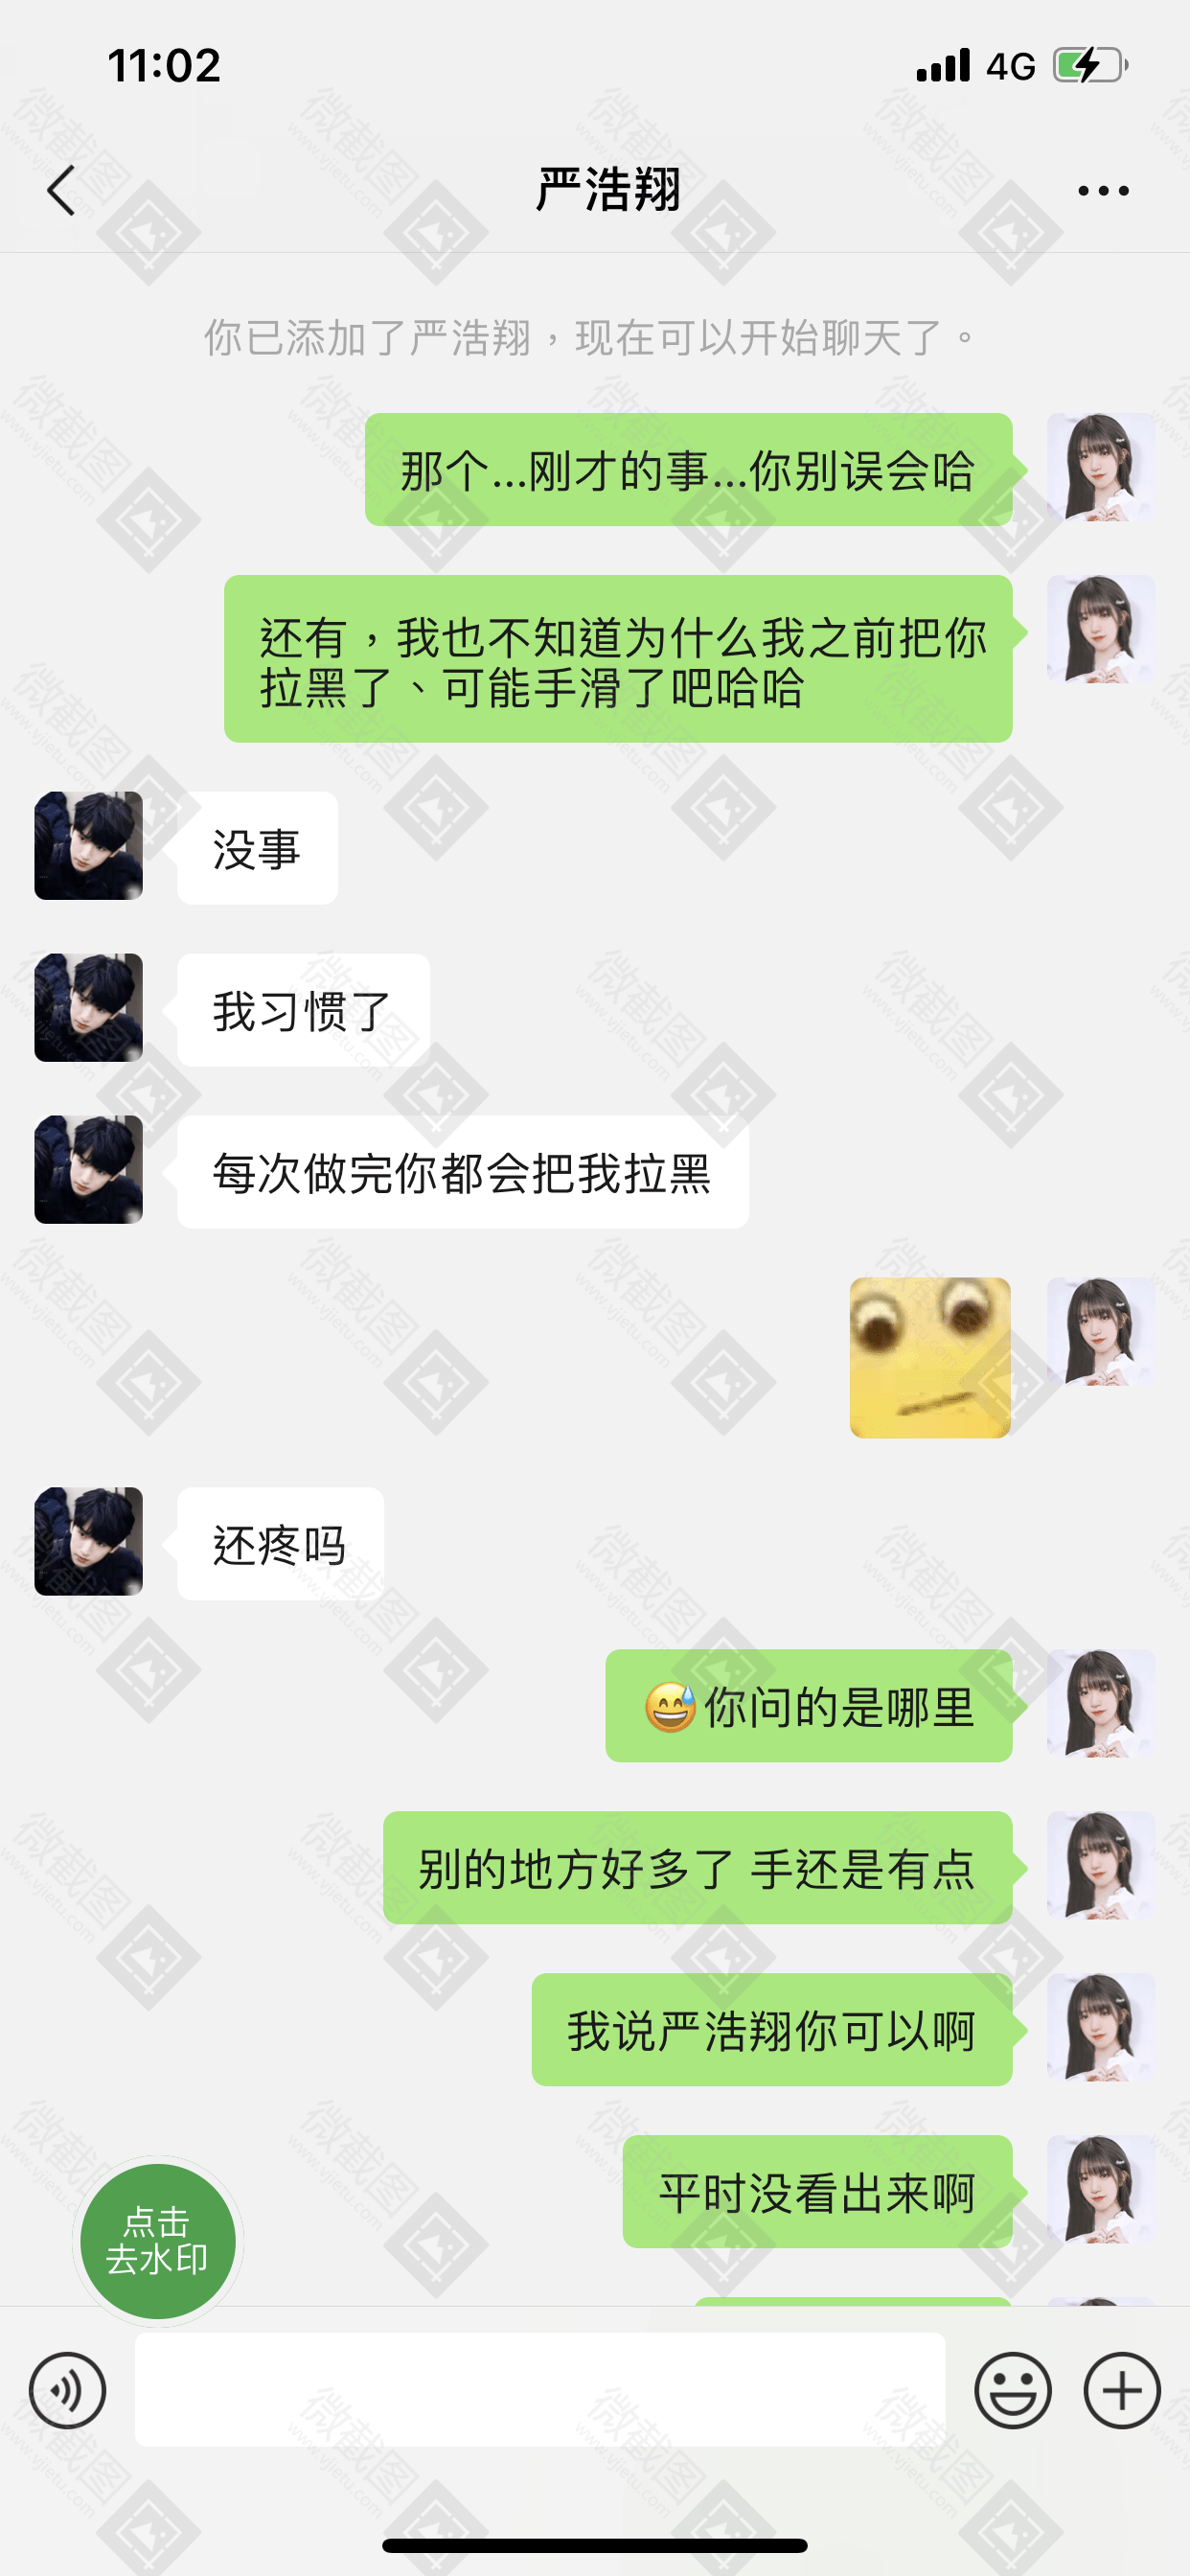 11:02
4G
严浩翔
你已添加了严浩翔，现在可以开始聊天了。
那个...刚才的事...你别误会哈
还有，我也不知道为什么我之前把你
拉黑了、可能手滑了吧哈哈
没事
我习惯了
每次做完你都会把我拉黑
还疼吗
😅你问的是哪里
别的地方好多了 手还是有点
我说严浩翔你可以啊
平时没看出来啊
点击
去水印
微截图
www.vjietu.com